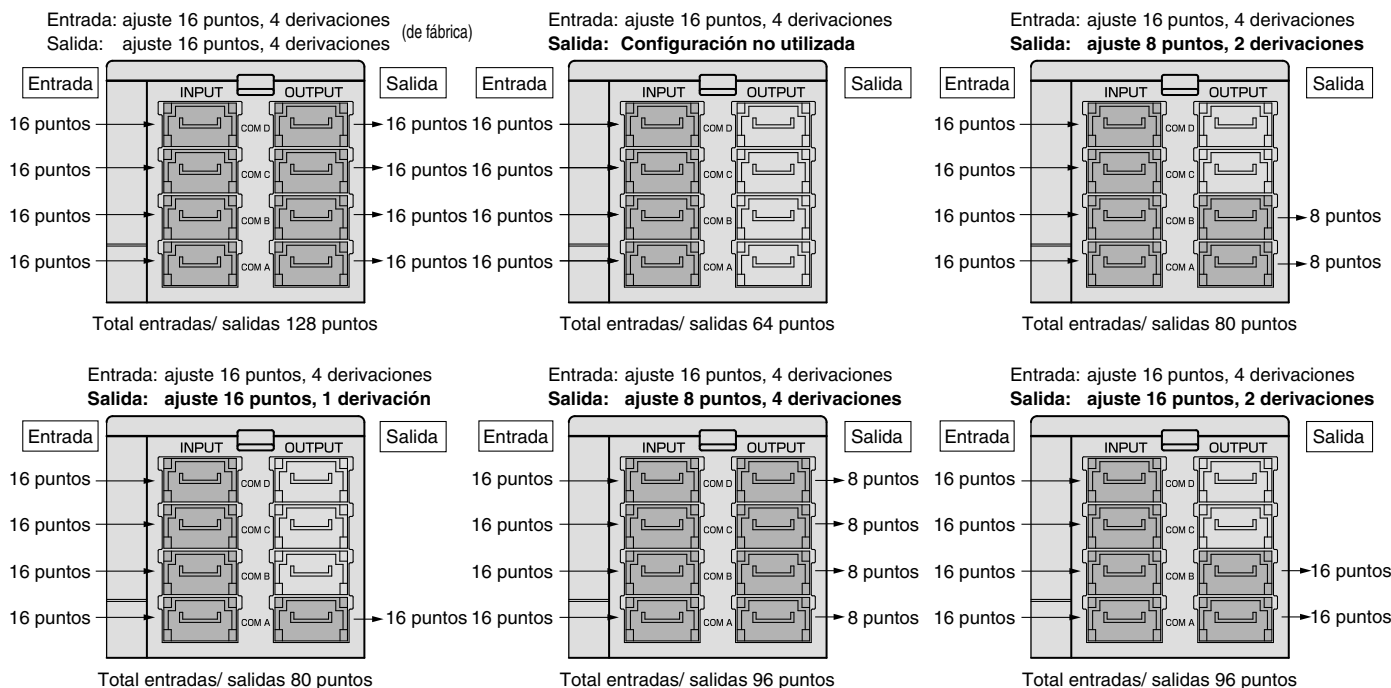 Entrada: ajuste 16 puntos, 4 derivaciones
Salida: ajuste 16 puntos, 4 derivaciones
(de fábrica)
Entrada
Salida
INPUT
OUTPUT
16 puntos
COM D
16 puntos
16 puntos
COM C
16 puntos
16 puntos
COM B
16 puntos
16 puntos
COM A
16 puntos
Total entradas/ salidas 128 puntos
Entrada: ajuste 16 puntos, 4 derivaciones
Salida: Configuración no utilizada
Entrada
Salida
INPUT
OUTPUT
16 puntos
COM D
16 puntos
COM C
16 puntos
COM B
16 puntos
COM A
Total entradas/ salidas 64 puntos
Entrada: ajuste 16 puntos, 4 derivaciones
Salida: ajuste 8 puntos, 2 derivaciones
Entrada
Salida
INPUT
OUTPUT
16 puntos
COM D
16 puntos
COM C
16 puntos
COM B
8 puntos
16 puntos
COM A
8 puntos
Total entradas/ salidas 80 puntos
Entrada: ajuste 16 puntos, 4 derivaciones
Salida: ajuste 16 puntos, 1 derivación
Entrada
Salida
INPUT
OUTPUT
16 puntos
COM D
16 puntos
COM C
16 puntos
COM B
16 puntos
COM A
16 puntos
Total entradas/ salidas 80 puntos
Entrada: ajuste 16 puntos, 4 derivaciones
Salida: ajuste 8 puntos, 4 derivaciones
Entrada
Salida
INPUT
OUTPUT
16 puntos
COM D
8 puntos
16 puntos
COM C
8 puntos
16 puntos
COM B
8 puntos
16 puntos
COM A
8 puntos
Total entradas/ salidas 96 puntos
Entrada: ajuste 16 puntos, 4 derivaciones
Salida: ajuste 16 puntos, 2 derivaciones
Entrada
Salida
INPUT
OUTPUT
16 puntos
COM D
16 puntos
COM C
16 puntos
COM B
16 puntos
16 puntos
COM A
16 puntos
Total entradas/ salidas 96 puntos